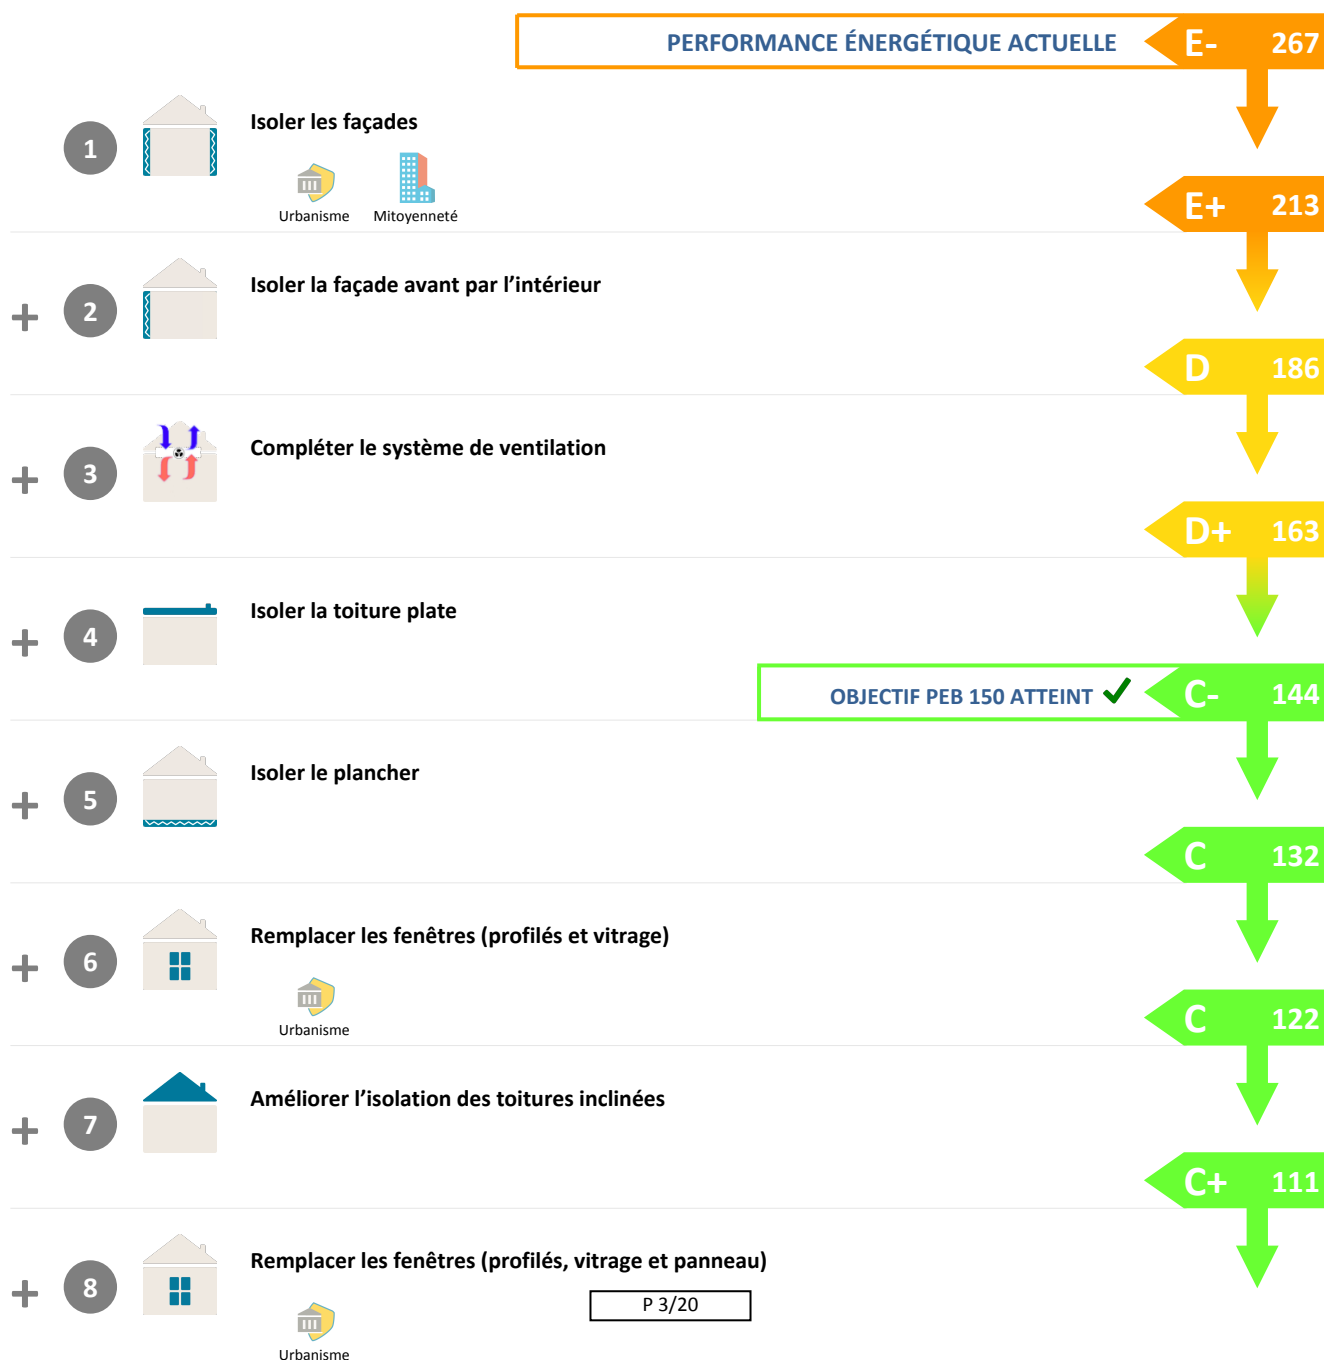 PERFORMANCE ÉNERGÉTIQUE ACTUELLE E- 267
1 Isoler les façades
Urbanisme Mitoyenneté
E+ 213
+ 2 Isoler la façade avant par l'intérieur
D 186
+ 3 Compléter le système de ventilation
D+ 163
+ 4 Isoler la toiture plate
OBJECTIF PEB 150 ATTEINT ✓ C- 144
+ 5 Isoler le plancher
C 132
+ 6 Remplacer les fenêtres (profilés et vitrage)
Urbanisme
C 122
+ 7 Améliorer l'isolation des toitures inclinées
C+ 111
+ 8 Remplacer les fenêtres (profilés, vitrage et panneau)
P 3/20
Urbanisme